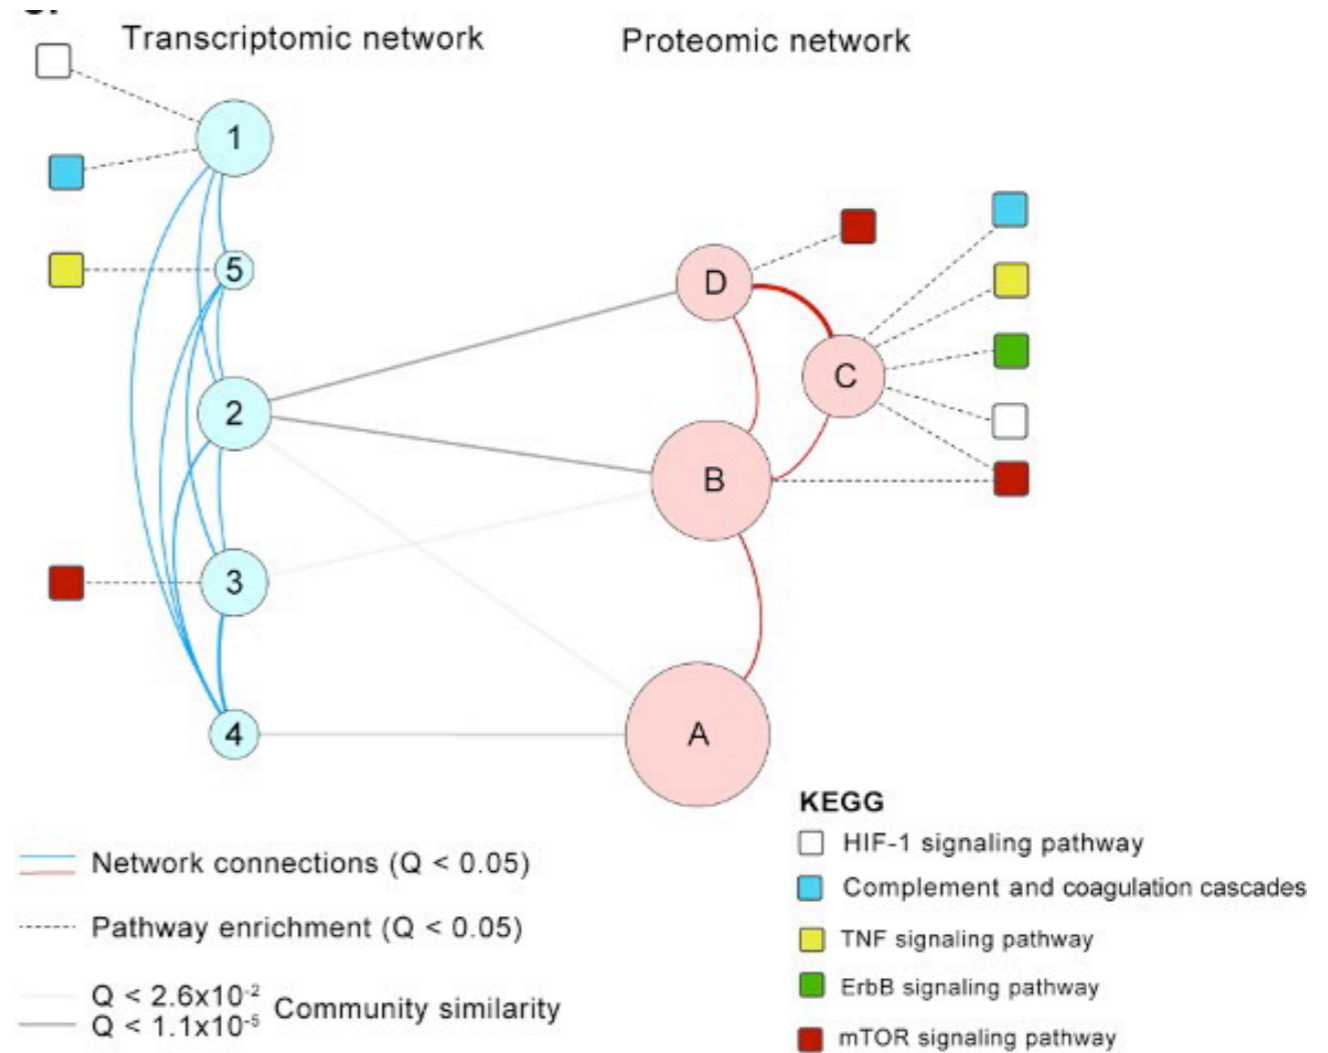 Transcriptomic network
Proteomic network
1
5
2
3
4
D
C
B
A
Network connections (Q < 0.05)
Pathway enrichment (Q < 0.05)
Q < 2.6x10⁻²
Q < 1.1x10⁻⁵
Community similarity
KEGG
HIF-1 signaling pathway
Complement and coagulation cascades
TNF signaling pathway
ErbB signaling pathway
mTOR signaling pathway